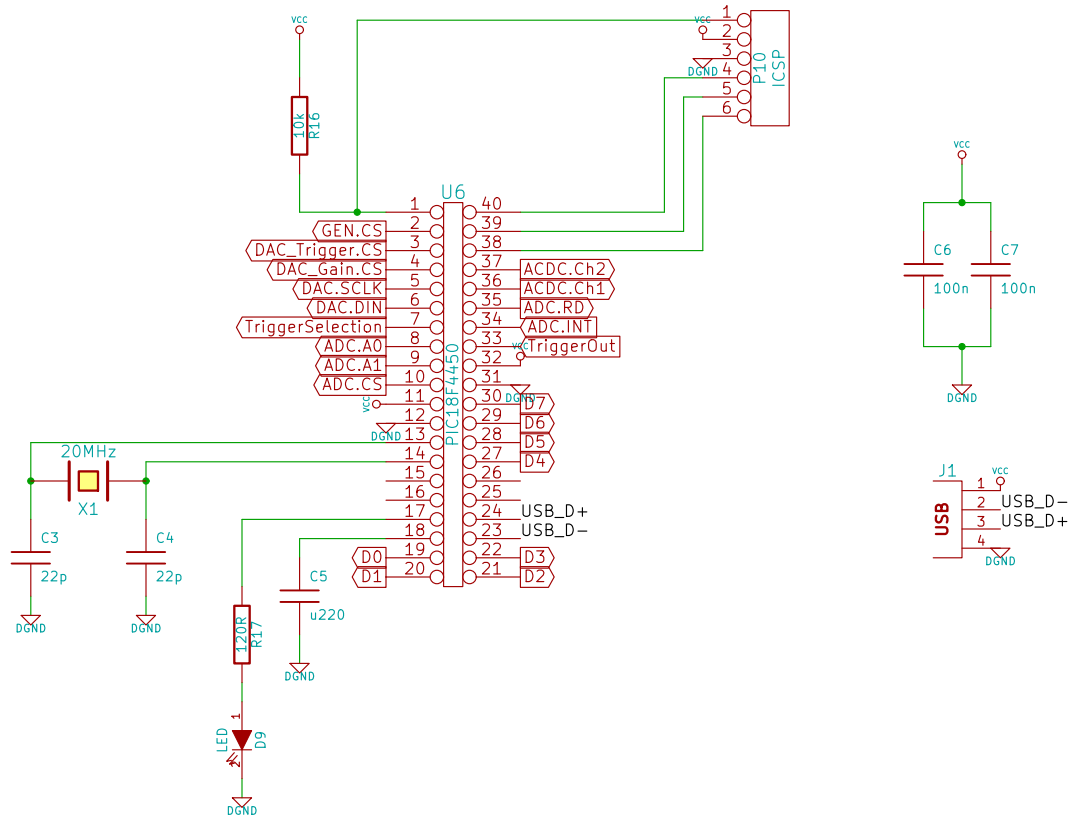 vcc
10k
R16
vcc
DGND
1
2
3
4
5
6
P10
ICSP
U6
PIC18F4450
1
GEN.CS 2
DAC_Trigger.CS 3
DAC_Gain.CS 4
DAC.SCLK 5
DAC.DIN 6
TriggerSelection 7
ADC.A0 8
ADC.A1 9
ADC.CS 10
vcc 11
DGND 12
13
14
15
16
17
18
D0 19
D1 20
40
39
38
37 ACDC.Ch2
36 ACDC.Ch1
35 ADC.RD
34 ADC.INT
33 TriggerOut
32 vcc
31 DGND
30 D7
29 D6
28 D5
27 D4
26
25
24 USB_D+
23 USB_D-
22 D3
21 D2
20MHz
X1
C3
22p
DGND
C4
22p
DGND
120R
R17
C5
u220
DGND
1
LED
D9
2
DGND
vcc
C6
100n
C7
100n
DGND
J1
USB
1 vcc
2 USB_D-
3 USB_D+
4
DGND